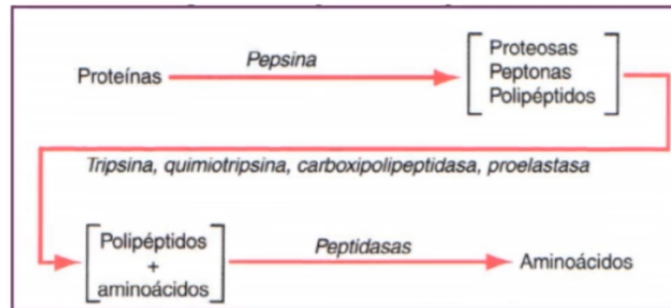 Proteínas
Pepsina
Proteosas
Peptonas
Polipéptidos
Tripsina, quimiotripsina, carboxipolipeptidasa, proelastasa
Polipéptidos
+
aminoácidos
Peptidasas
Aminoácidos